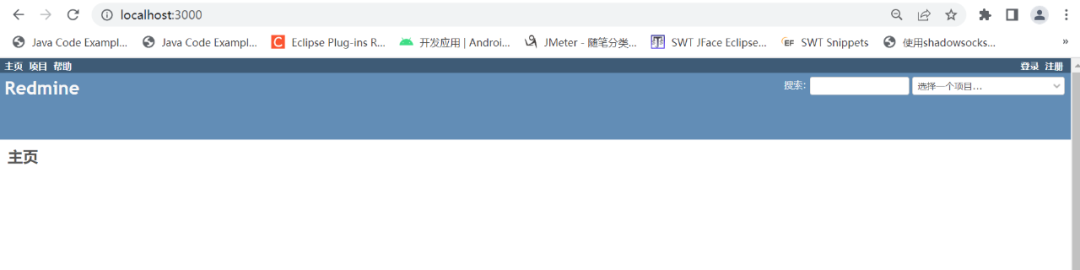 localhost:3000
Java Code Exampl... Java Code Exampl... Eclipse Plug-ins R... 开发应用 | Androi... JMeter - 随笔分类... SWT JFace Eclipse... SWT Snippets 使用shadowsocks... »
主页 项目 帮助 登录 注册
Redmine 搜索: 选择一个项目...
主页